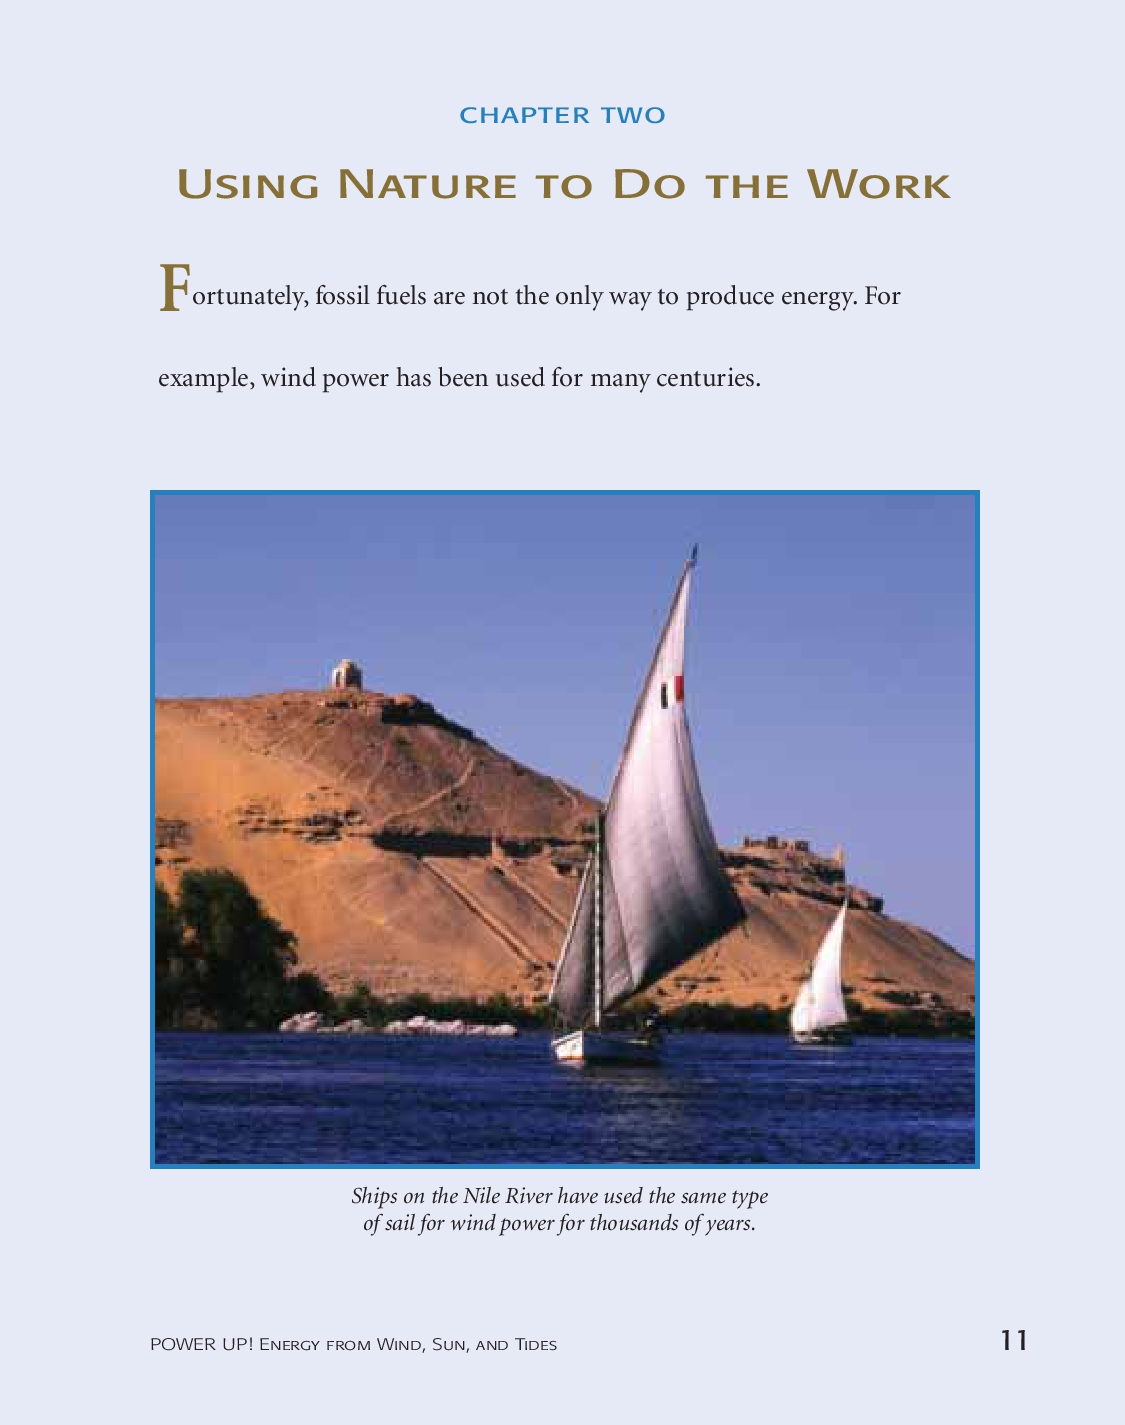 CHAPTER TWO
Using Nature to Do the Work
Fortunately, fossil fuels are not the only way to produce energy. For
example, wind power has been used for many centuries.
Ships on the Nile River have used the same type
of sail for wind power for thousands of years.
POWER UP! Energy from Wind, Sun, and Tides
11